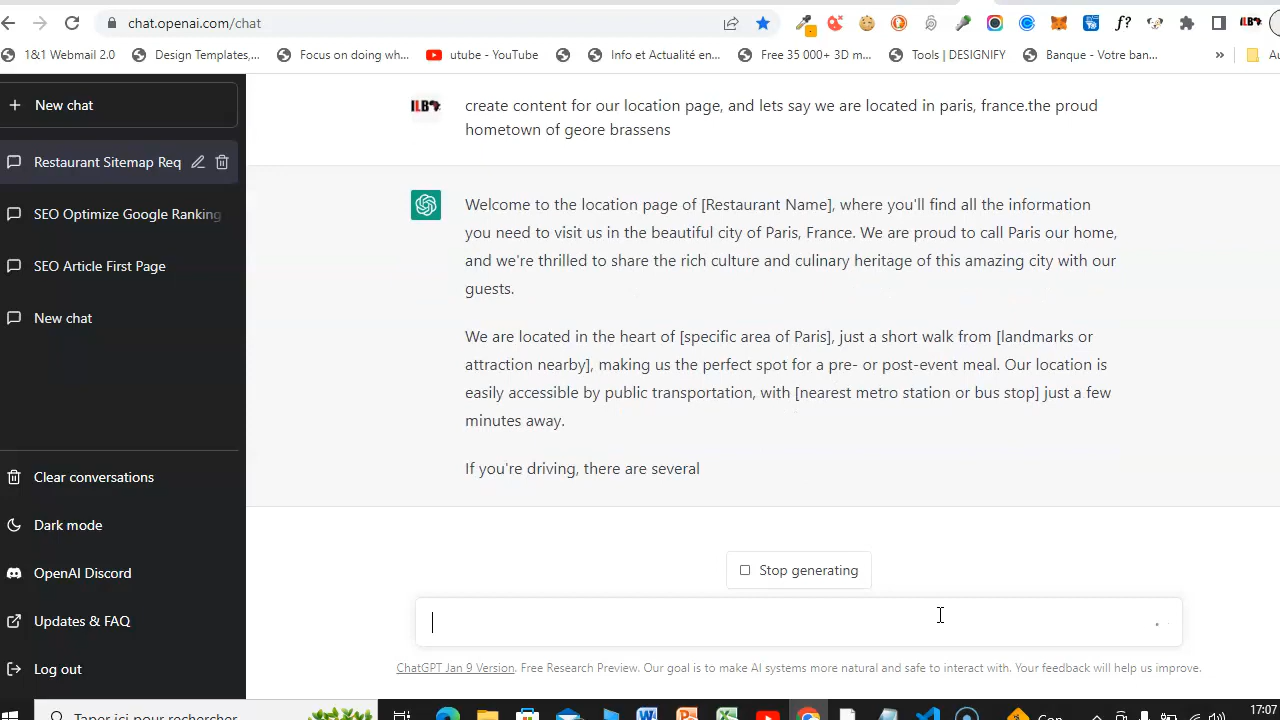 chat.openai.com/chat
1&1 Webmail 2.0
Design Templates,...
Focus on doing wh...
utube - YouTube
Info et Actualité en...
Free 35 000+ 3D m...
Tools | DESIGNIFY
Banque - Votre ban...
»
New chat
Restaurant Sitemap Req
SEO Optimize Google Ranking
SEO Article First Page
New chat
Clear conversations
Dark mode
OpenAI Discord
Updates & FAQ
Log out
ILB
create content for our location page, and lets say we are located in paris, france.the proud
hometown of geore brassens
Welcome to the location page of [Restaurant Name], where you'll find all the information
you need to visit us in the beautiful city of Paris, France. We are proud to call Paris our home,
and we're thrilled to share the rich culture and culinary heritage of this amazing city with our
guests.
We are located in the heart of [specific area of Paris], just a short walk from [landmarks or
attraction nearby], making us the perfect spot for a pre- or post-event meal. Our location is
easily accessible by public transportation, with [nearest metro station or bus stop] just a few
minutes away.
If you're driving, there are several
Stop generating
ChatGPT Jan 9 Version. Free Research Preview. Our goal is to make AI systems more natural and safe to interact with. Your feedback will help us improve.
Taper ici pour rechercher
17:07